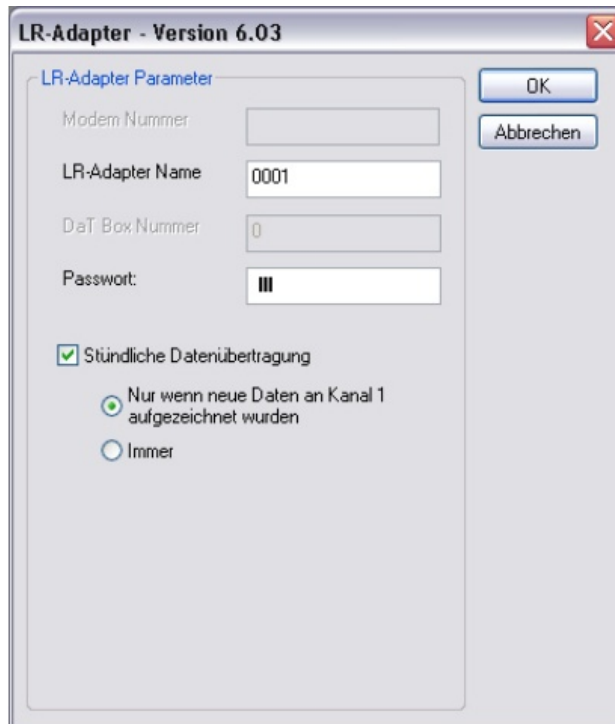 LR-Adapter - Version 6.03
LR-Adapter Parameter
Modem Nummer
LR-Adapter Name
0001
DaT Box Nummer
0
Passwort:
Stündliche Datenübertragung
Nur wenn neue Daten an Kanal 1
aufgezeichnet wurden
Immer
OK
Abbrechen